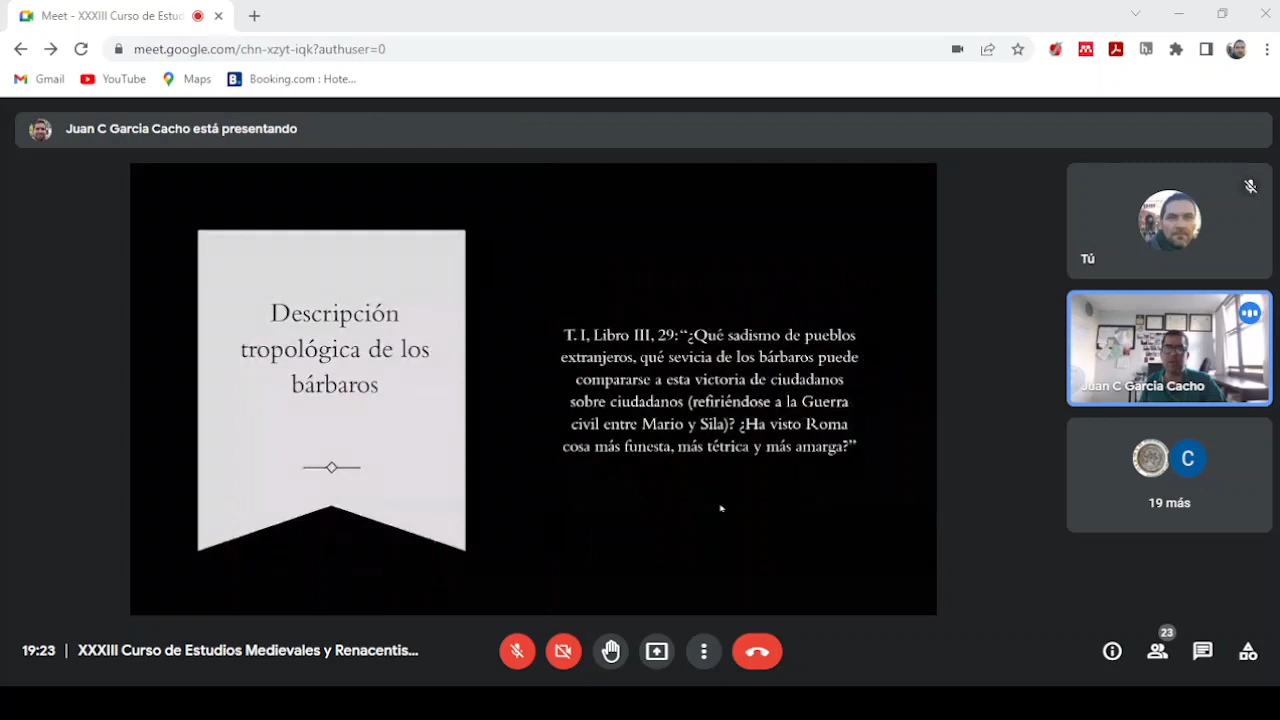 Meet - XXXIII Curso de Estud
meet.google.com/chn-xzyt-iqk?authuser=0
Gmail
YouTube
Maps
B.
Booking.com : Hote...
Juan C Garcia Cacho está presentando
Descripción
tropológica de los
bárbaros
T. I, Libro III, 29: “¿Qué sadismo de pueblos
extranjeros, qué sevicia de los bárbaros puede
compararse a esta victoria de ciudadanos
sobre ciudadanos (refiriéndose a la Guerra
civil entre Mario y Sila)? ¿Ha visto Roma
cosa más funesta, más tétrica y más amarga?”
Tú
Juan C Garcia Cacho
C
19 más
19:23 | XXXIII Curso de Estudios Medievales y Renacentis...
23